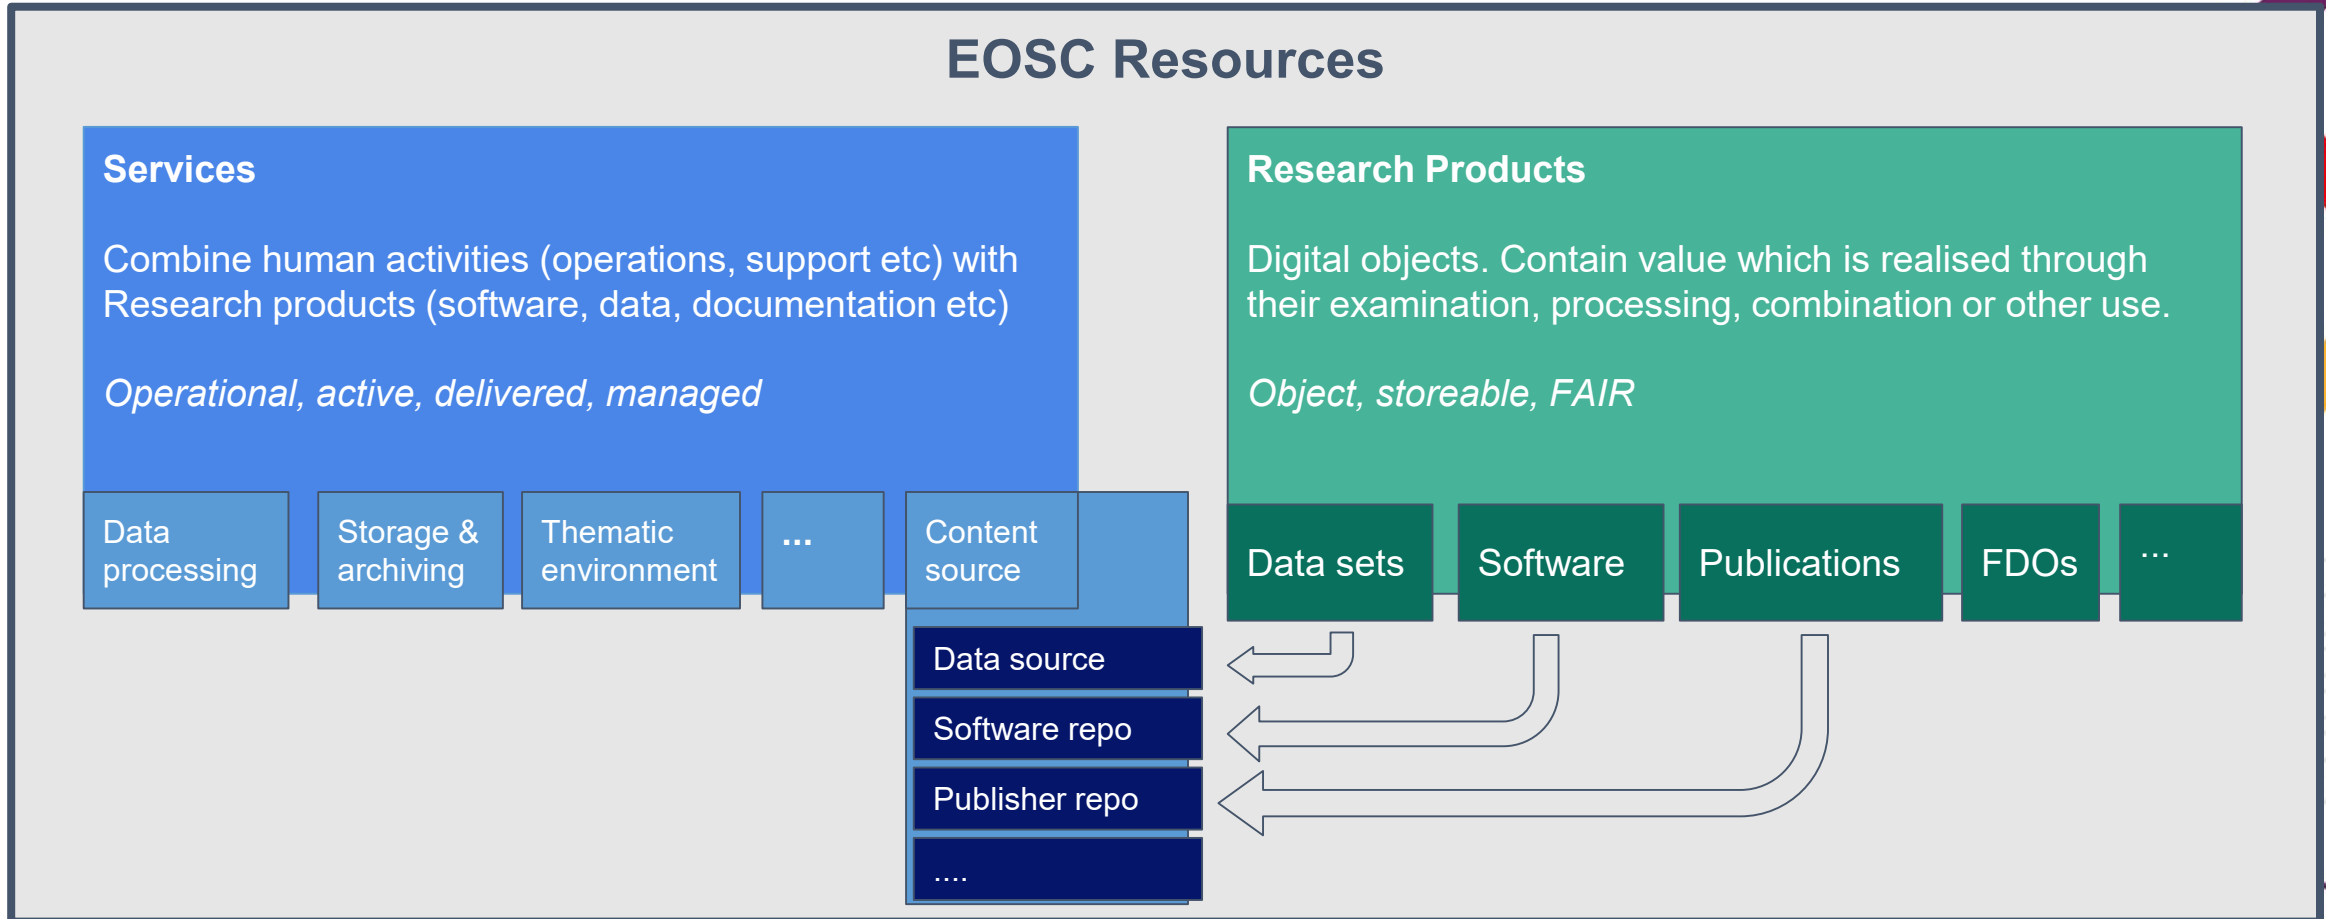 EOSC Resources
Services
Combine human activities (operations, support etc) with
Research products (software, data, documentation etc)
Operational, active, delivered, managed
Data
processing
Storage &
archiving
Thematic
environment
...
Content
source
Data source
Software repo
Publisher repo
....
Research Products
Digital objects. Contain value which is realised through
their examination, processing, combination or other use.
Object, storeable, FAIR
Data sets
Software
Publications
FDOs
...